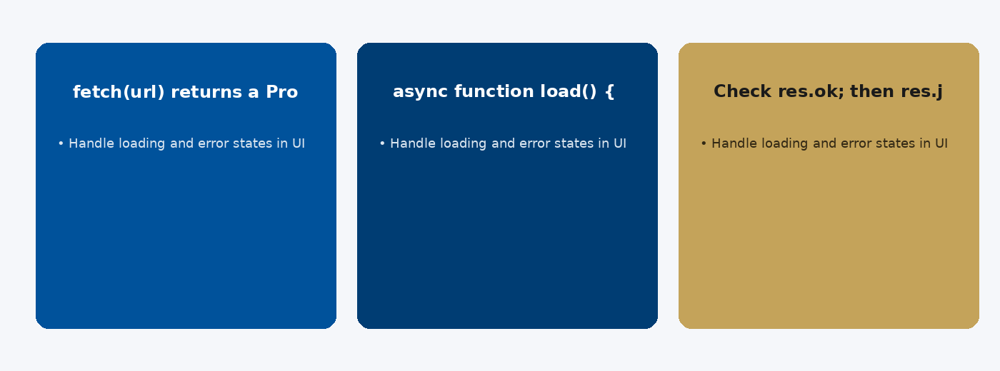 fetch(url) returns a Pro
• Handle loading and error states in UI
async function load() {
• Handle loading and error states in UI
Check res.ok; then res.j
• Handle loading and error states in UI